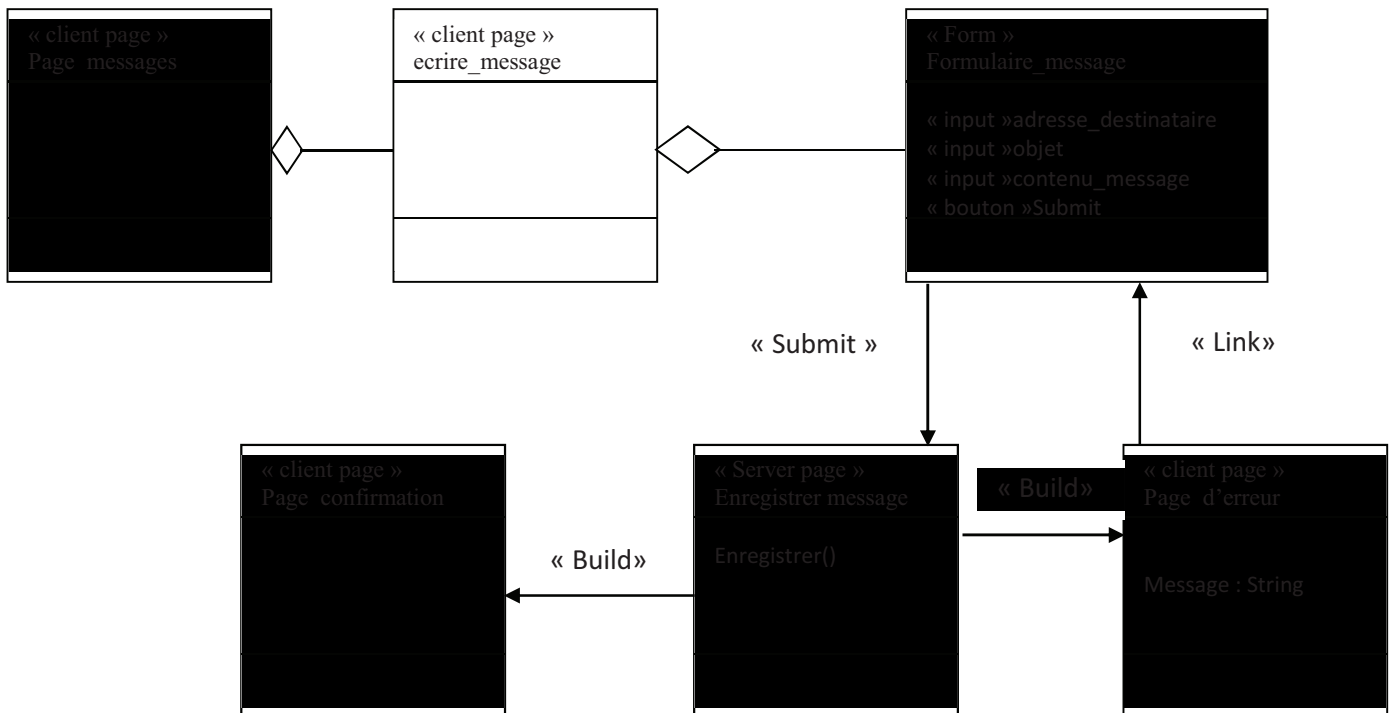 « client page »
Page messages
« client page »
ecrire_message
« Form »
Formulaire_message
« input »adresse_destinataire
« input »objet
« input »contenu_message
« bouton »Submit
« Submit »
« Link»
« client page »
Page confirmation
« Build»
« Server page »
Enregistrer message
Enregistrer()
« Build»
« client page »
Page d’erreur
Message : String